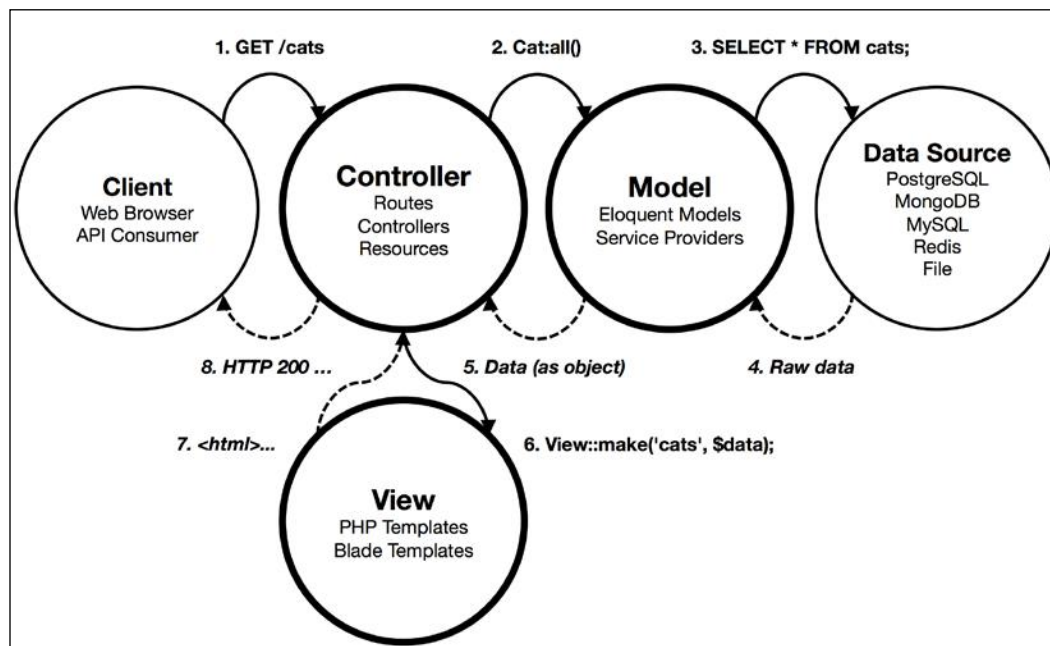 1. GET /cats
2. Cat:all()
3. SELECT * FROM cats;
Client
Web Browser
API Consumer
Controller
Routes
Controllers
Resources
Model
Eloquent Models
Service Providers
Data Source
PostgreSQL
MongoDB
MySQL
Redis
File
8. HTTP 200 ...
5. Data (as object)
4. Raw data
7. <html>...
6. View::make('cats', $data);
View
PHP Templates
Blade Templates